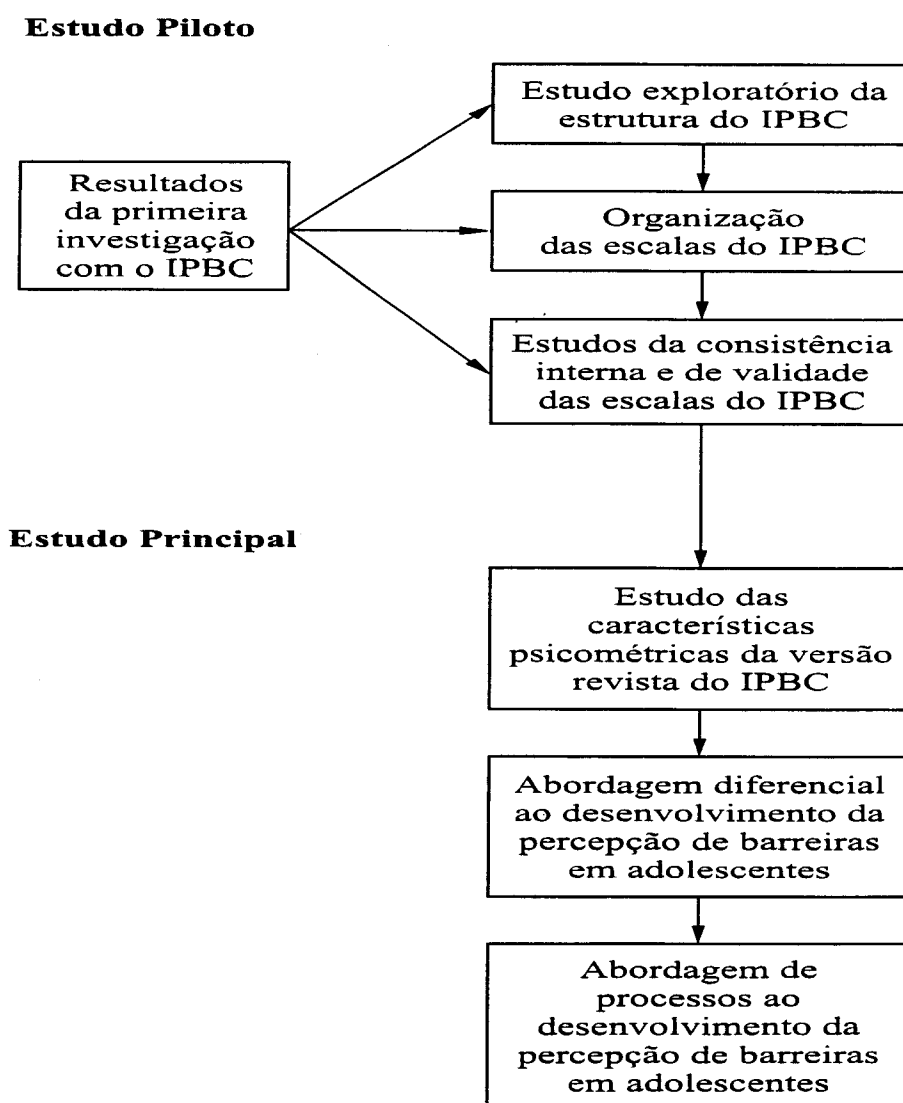 Estudo Piloto
Estudo exploratório da
estrutura do IPBC
Resultados
da primeira
investigação
com o IPBC
Organização
das escalas do IPBC
Estudos da consistência
interna e de validade
das escalas do IPBC
Estudo Principal
Estudo das
características
psicométricas da versão
revista do IPBC
Abordagem diferencial
ao desenvolvimento da
percepção de barreiras
em adolescentes
Abordagem de
processos ao
desenvolvimento da
percepção de barreiras
em adolescentes